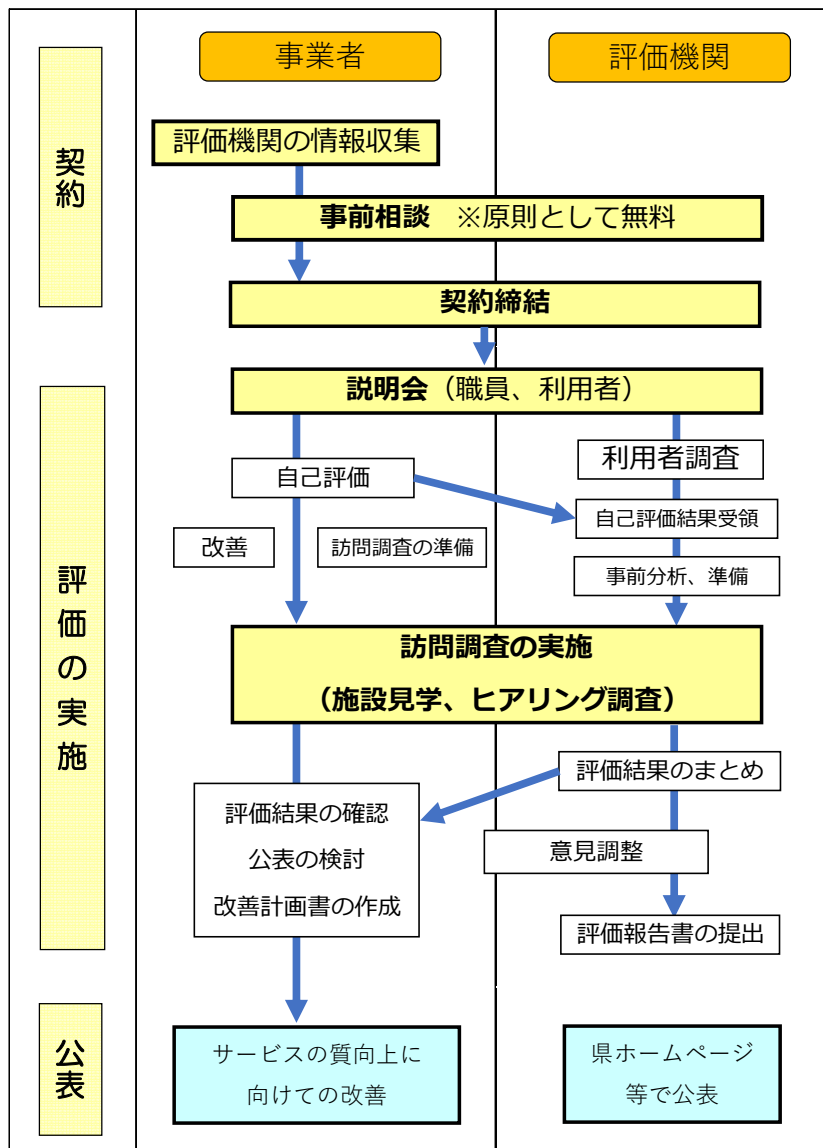 事業者
評価機関
契約
評価機関の情報収集
事前相談 ※原則として無料
契約締結
評価の実施
説明会（職員、利用者）
利用者調査
自己評価
自己評価結果受領
改善
訪問調査の準備
事前分析、準備
訪問調査の実施
（施設見学、ヒアリング調査）
評価結果のまとめ
評価結果の確認
公表の検討
改善計画書の作成
意見調整
評価報告書の提出
公表
サービスの質向上に
向けての改善
県ホームページ
等で公表